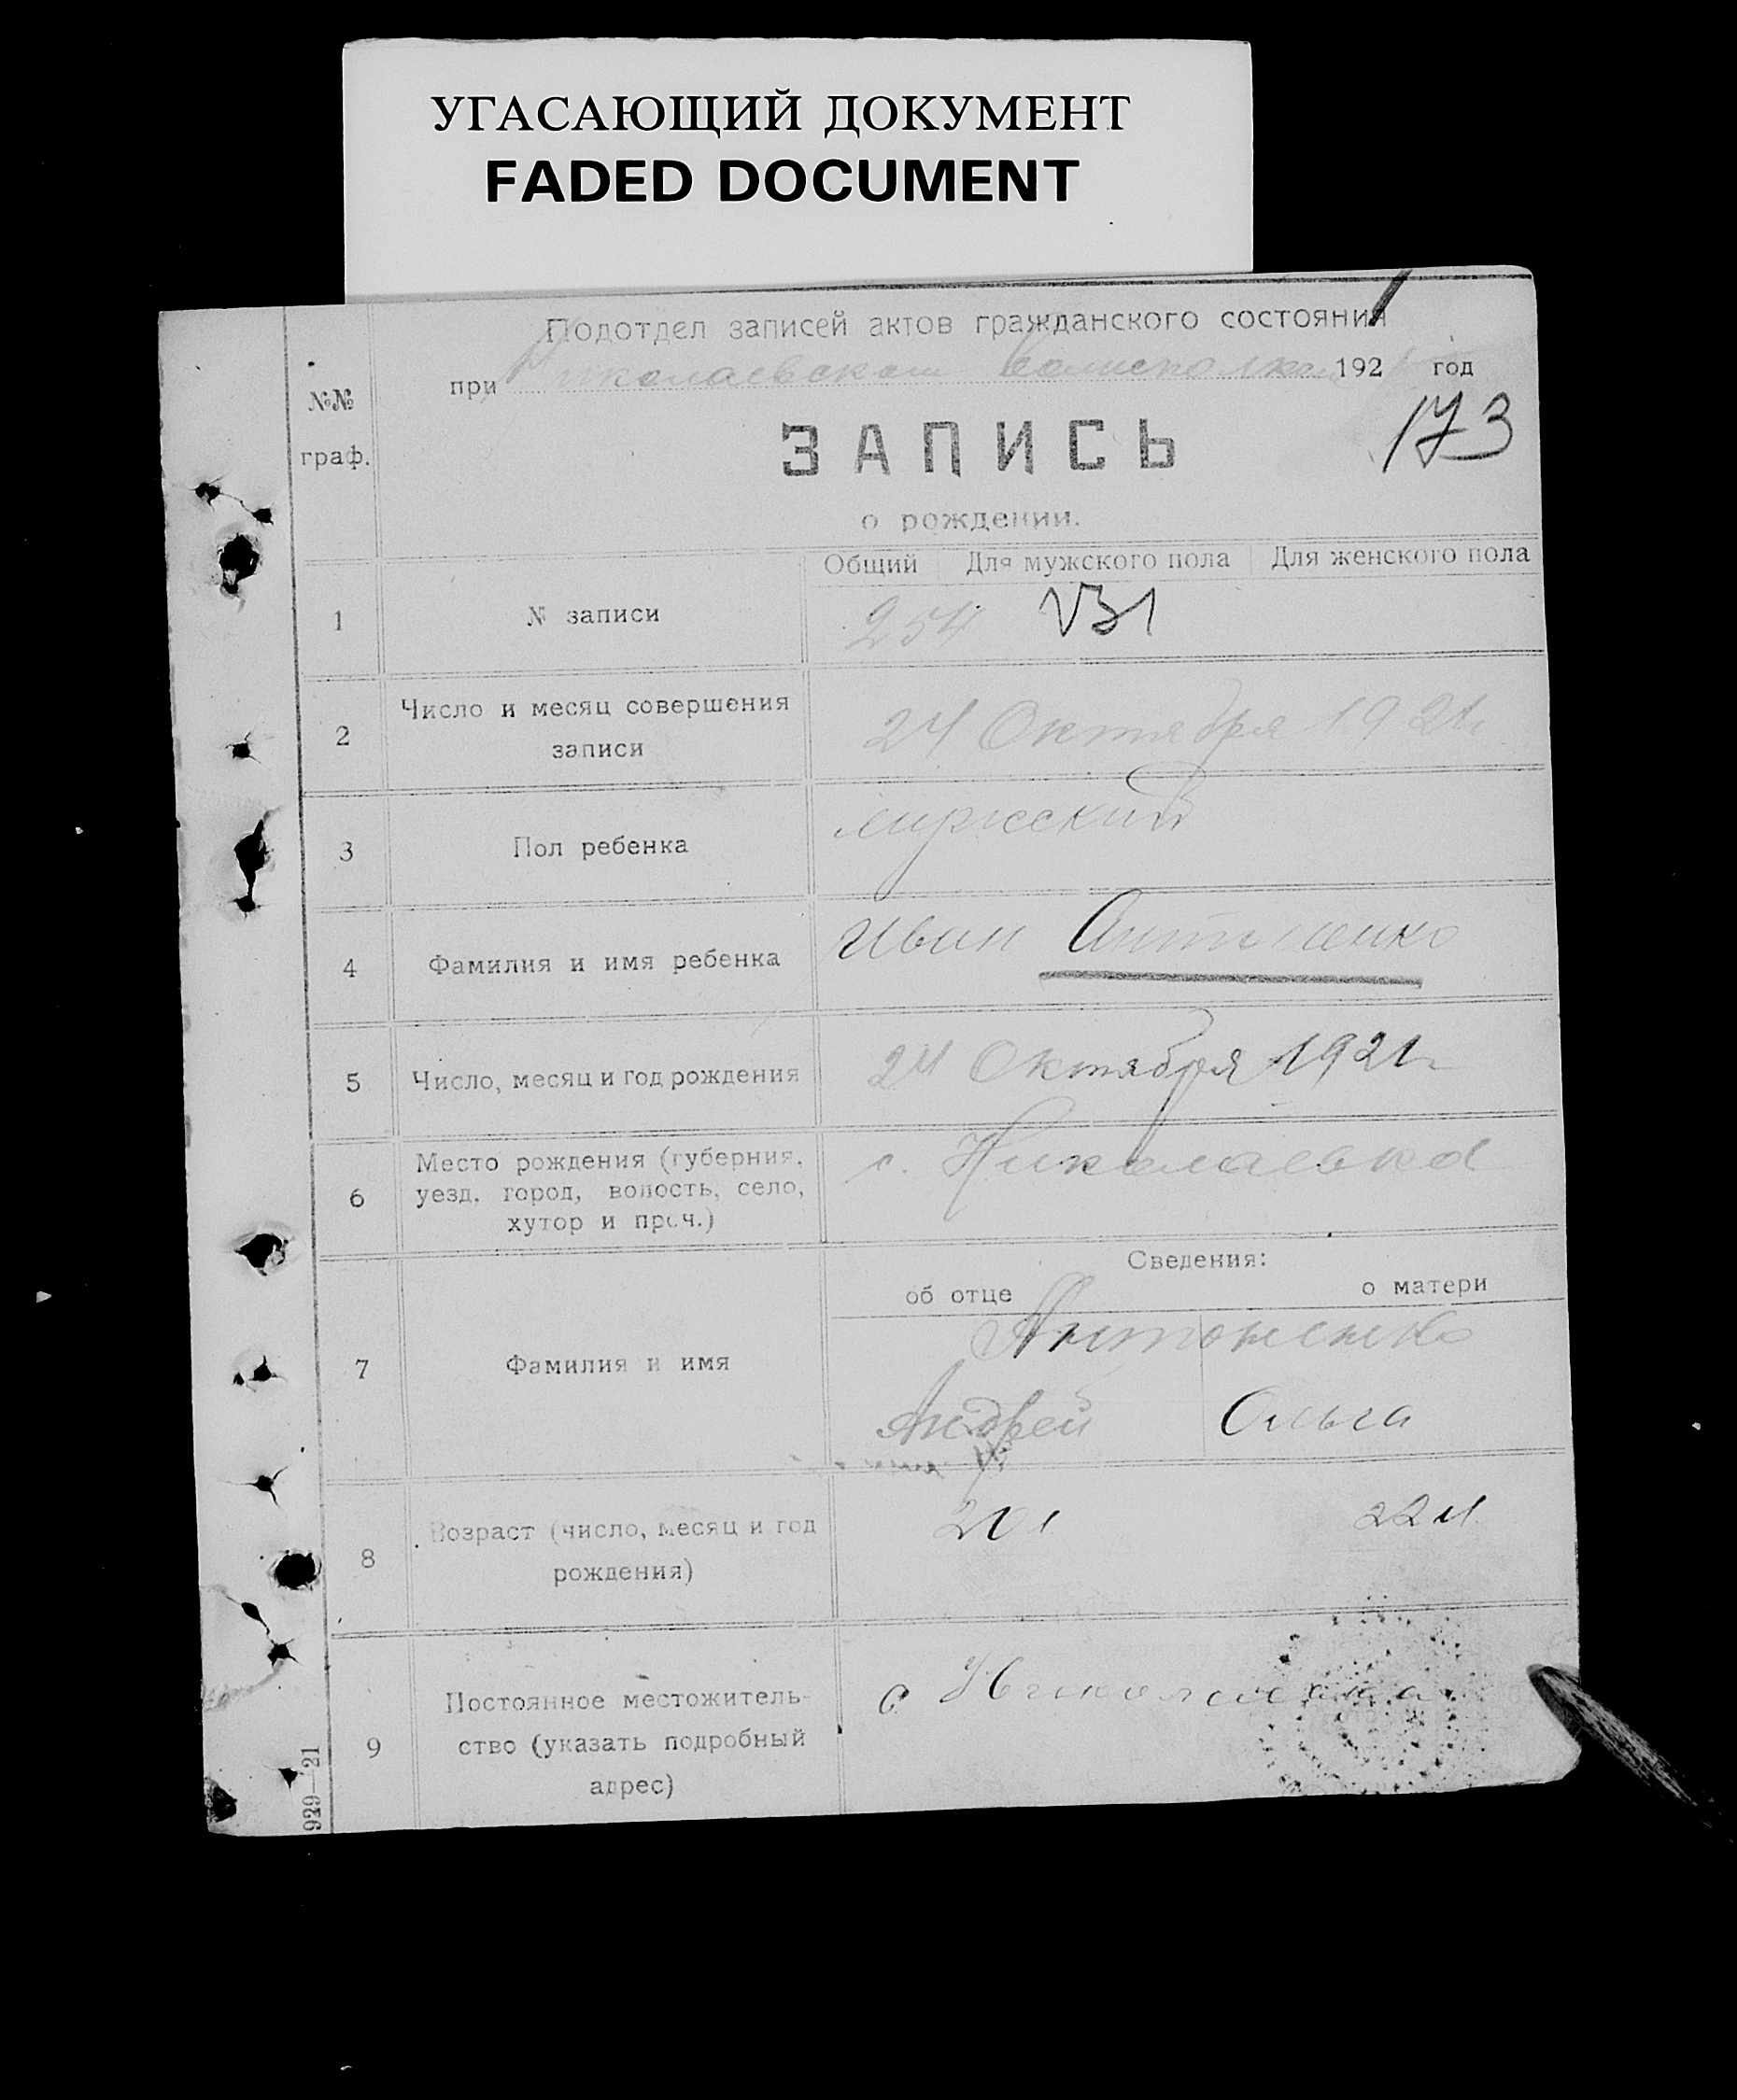 УГАСАЮЩИЙ ДОКУМЕНТ
FADED DOCUMENT
Подотдел записей актов гражданского состояния
при Николаевском Волисполкоме 192 год
№№ граф.
173
ЗАПИСЬ
о рождении.
Общий Для мужского пола Для женского пола
1 № записи 254 131
2 Число и месяц совершения записи 24 Октября 1921г.
3 Пол ребенка мужской
4 Фамилия и имя ребенка Иван Антоненко
5 Число, месяц и год рождения 24 Октября 1921г
6 Место рождения (губерния, уезд, город, волость, село, хутор и проч.) с. Николаевка
Сведения:
об отце о матери
7 Фамилия и имя Антоненко
Андрей Ольга
8 Возраст (число, месяц и год рождения) 22 л
9 Постоянное местожительство (указать подробный адрес) с Николаевка
929—21